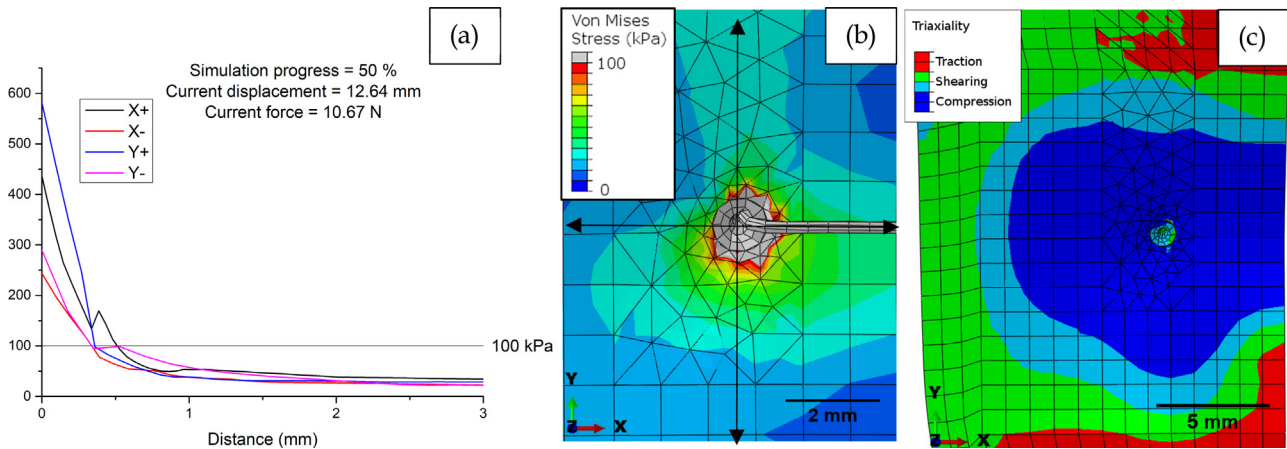 (a)
Simulation progress = 50 %
Current displacement = 12.64 mm
Current force = 10.67 N
600
500
400
300
200
100
0
X+
X-
Y+
Y-
100 kPa
0
1
2
3
Distance (mm)
(b)
Von Mises
Stress (kPa)
100
0
Y
Z
X
2 mm
(c)
Triaxiality
Traction
Shearing
Compression
Y
Z
X
5 mm